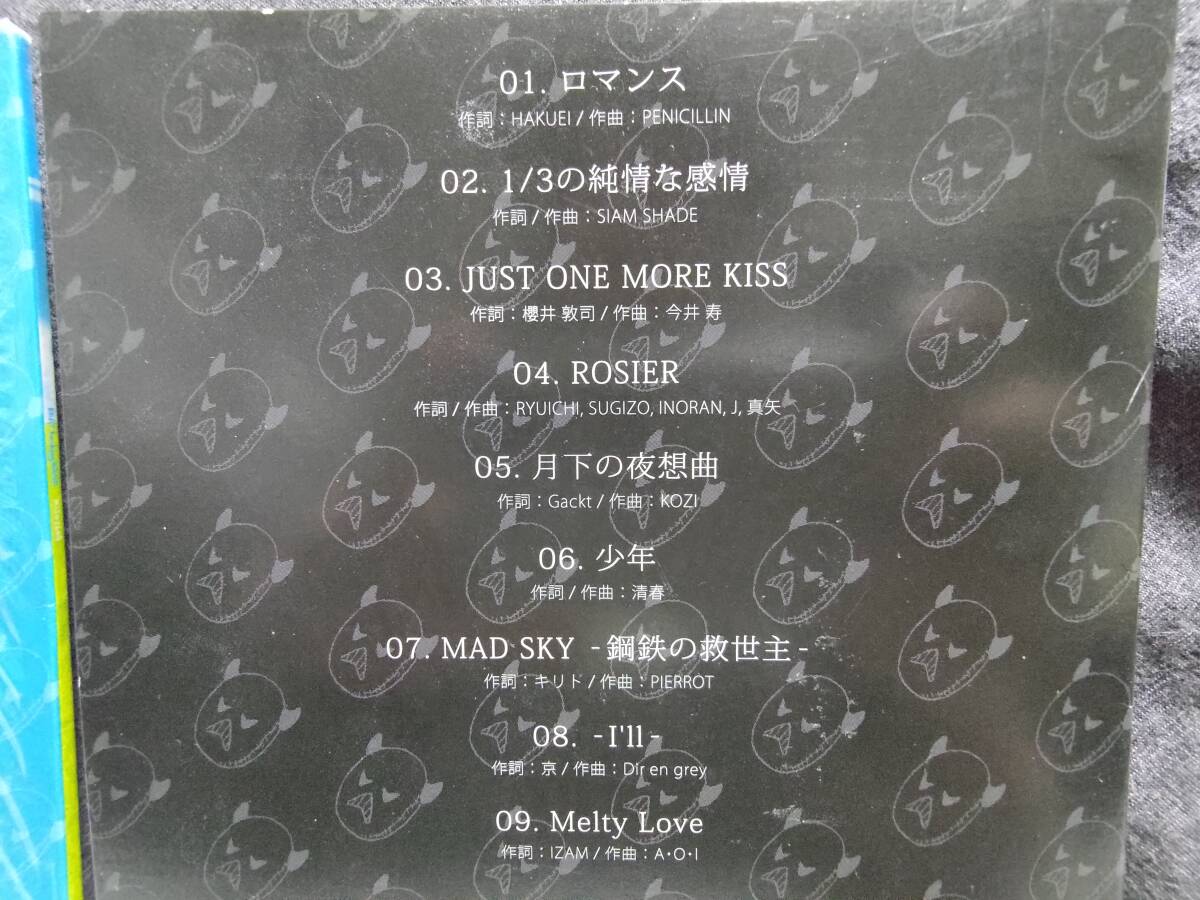 01. ロマンス
作詞：HAKUEI / 作曲：PENICILLIN
02. 1/3の純情な感情
作詞 / 作曲：SIAM SHADE
03. JUST ONE MORE KISS
作詞：櫻井 敦司 / 作曲：今井 寿
04. ROSIER
作詞 / 作曲：RYUICHI, SUGIZO, INORAN, J, 真矢
05. 月下の夜想曲
作詞：Gackt / 作曲：KOZI
06. 少年
作詞 / 作曲：清春
07. MAD SKY -鋼鉄の救世主-
作詞：キリト / 作曲：PIERROT
08. -I'll-
作詞：京 / 作曲：Dir en grey
09. Melty Love
作詞：IZAM / 作曲：A・O・I